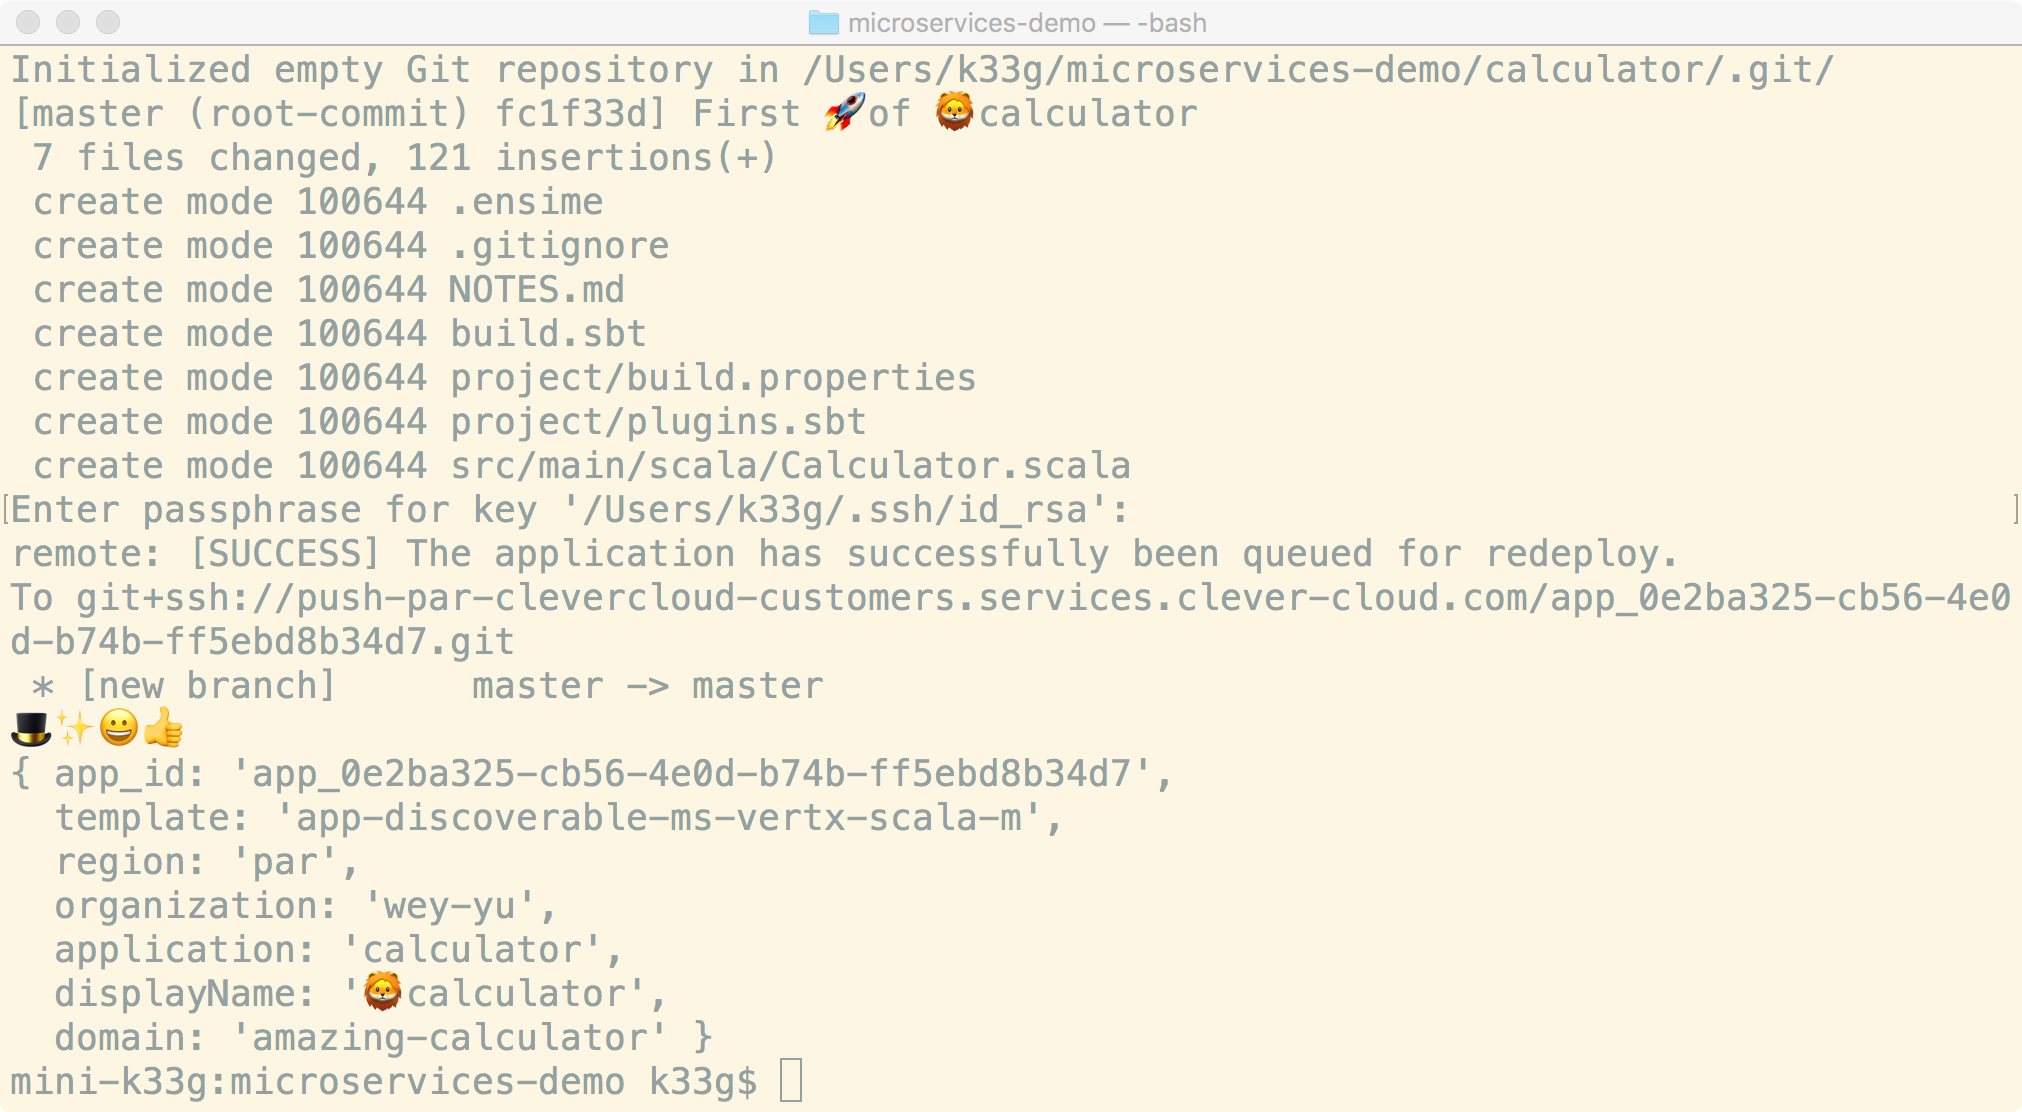 microservices-demo — -bash
Initialized empty Git repository in /Users/k33g/microservices-demo/calculator/.git/
[master (root-commit) fc1f33d] First 🚀of 🦁calculator
 7 files changed, 121 insertions(+)
 create mode 100644 .ensime
 create mode 100644 .gitignore
 create mode 100644 NOTES.md
 create mode 100644 build.sbt
 create mode 100644 project/build.properties
 create mode 100644 project/plugins.sbt
 create mode 100644 src/main/scala/Calculator.scala
[Enter passphrase for key '/Users/k33g/.ssh/id_rsa': ]
remote: [SUCCESS] The application has successfully been queued for redeploy.
To git+ssh://push-par-clevercloud-customers.services.clever-cloud.com/app_0e2ba325-cb56-4e0
d-b74b-ff5ebd8b34d7.git
 * [new branch]      master -> master
🎩✨😀👍
{ app_id: 'app_0e2ba325-cb56-4e0d-b74b-ff5ebd8b34d7',
  template: 'app-discoverable-ms-vertx-scala-m',
  region: 'par',
  organization: 'wey-yu',
  application: 'calculator',
  displayName: '🦁calculator',
  domain: 'amazing-calculator' }
mini-k33g:microservices-demo k33g$